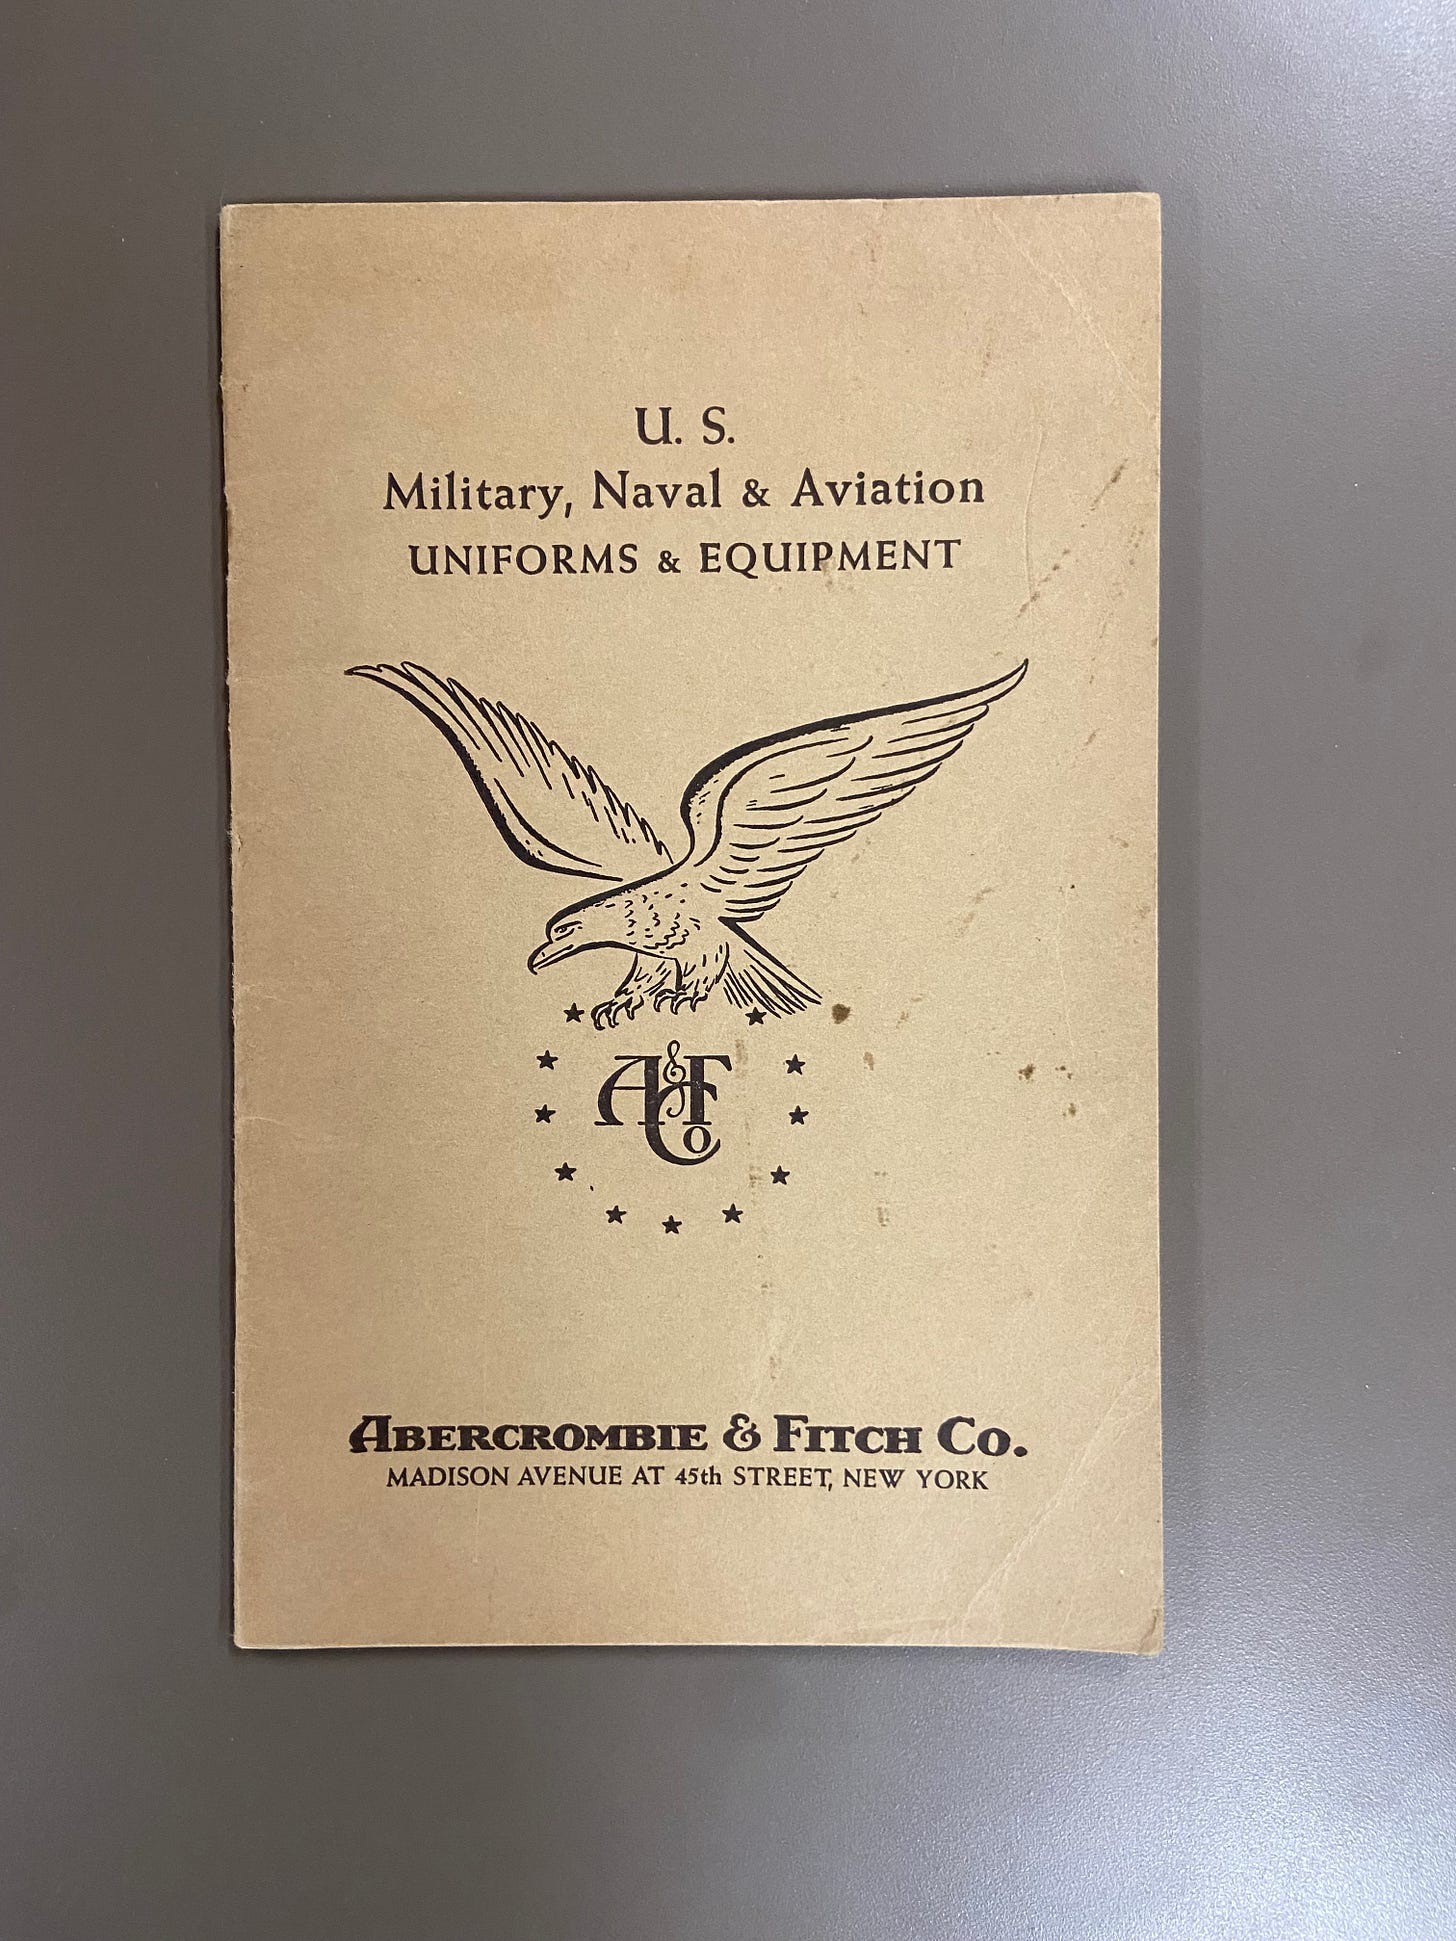 U. S.
Military, Naval & Aviation
UNIFORMS & EQUIPMENT
A&F Co
ABERCROMBIE & FITCH CO.
MADISON AVENUE AT 45th STREET, NEW YORK